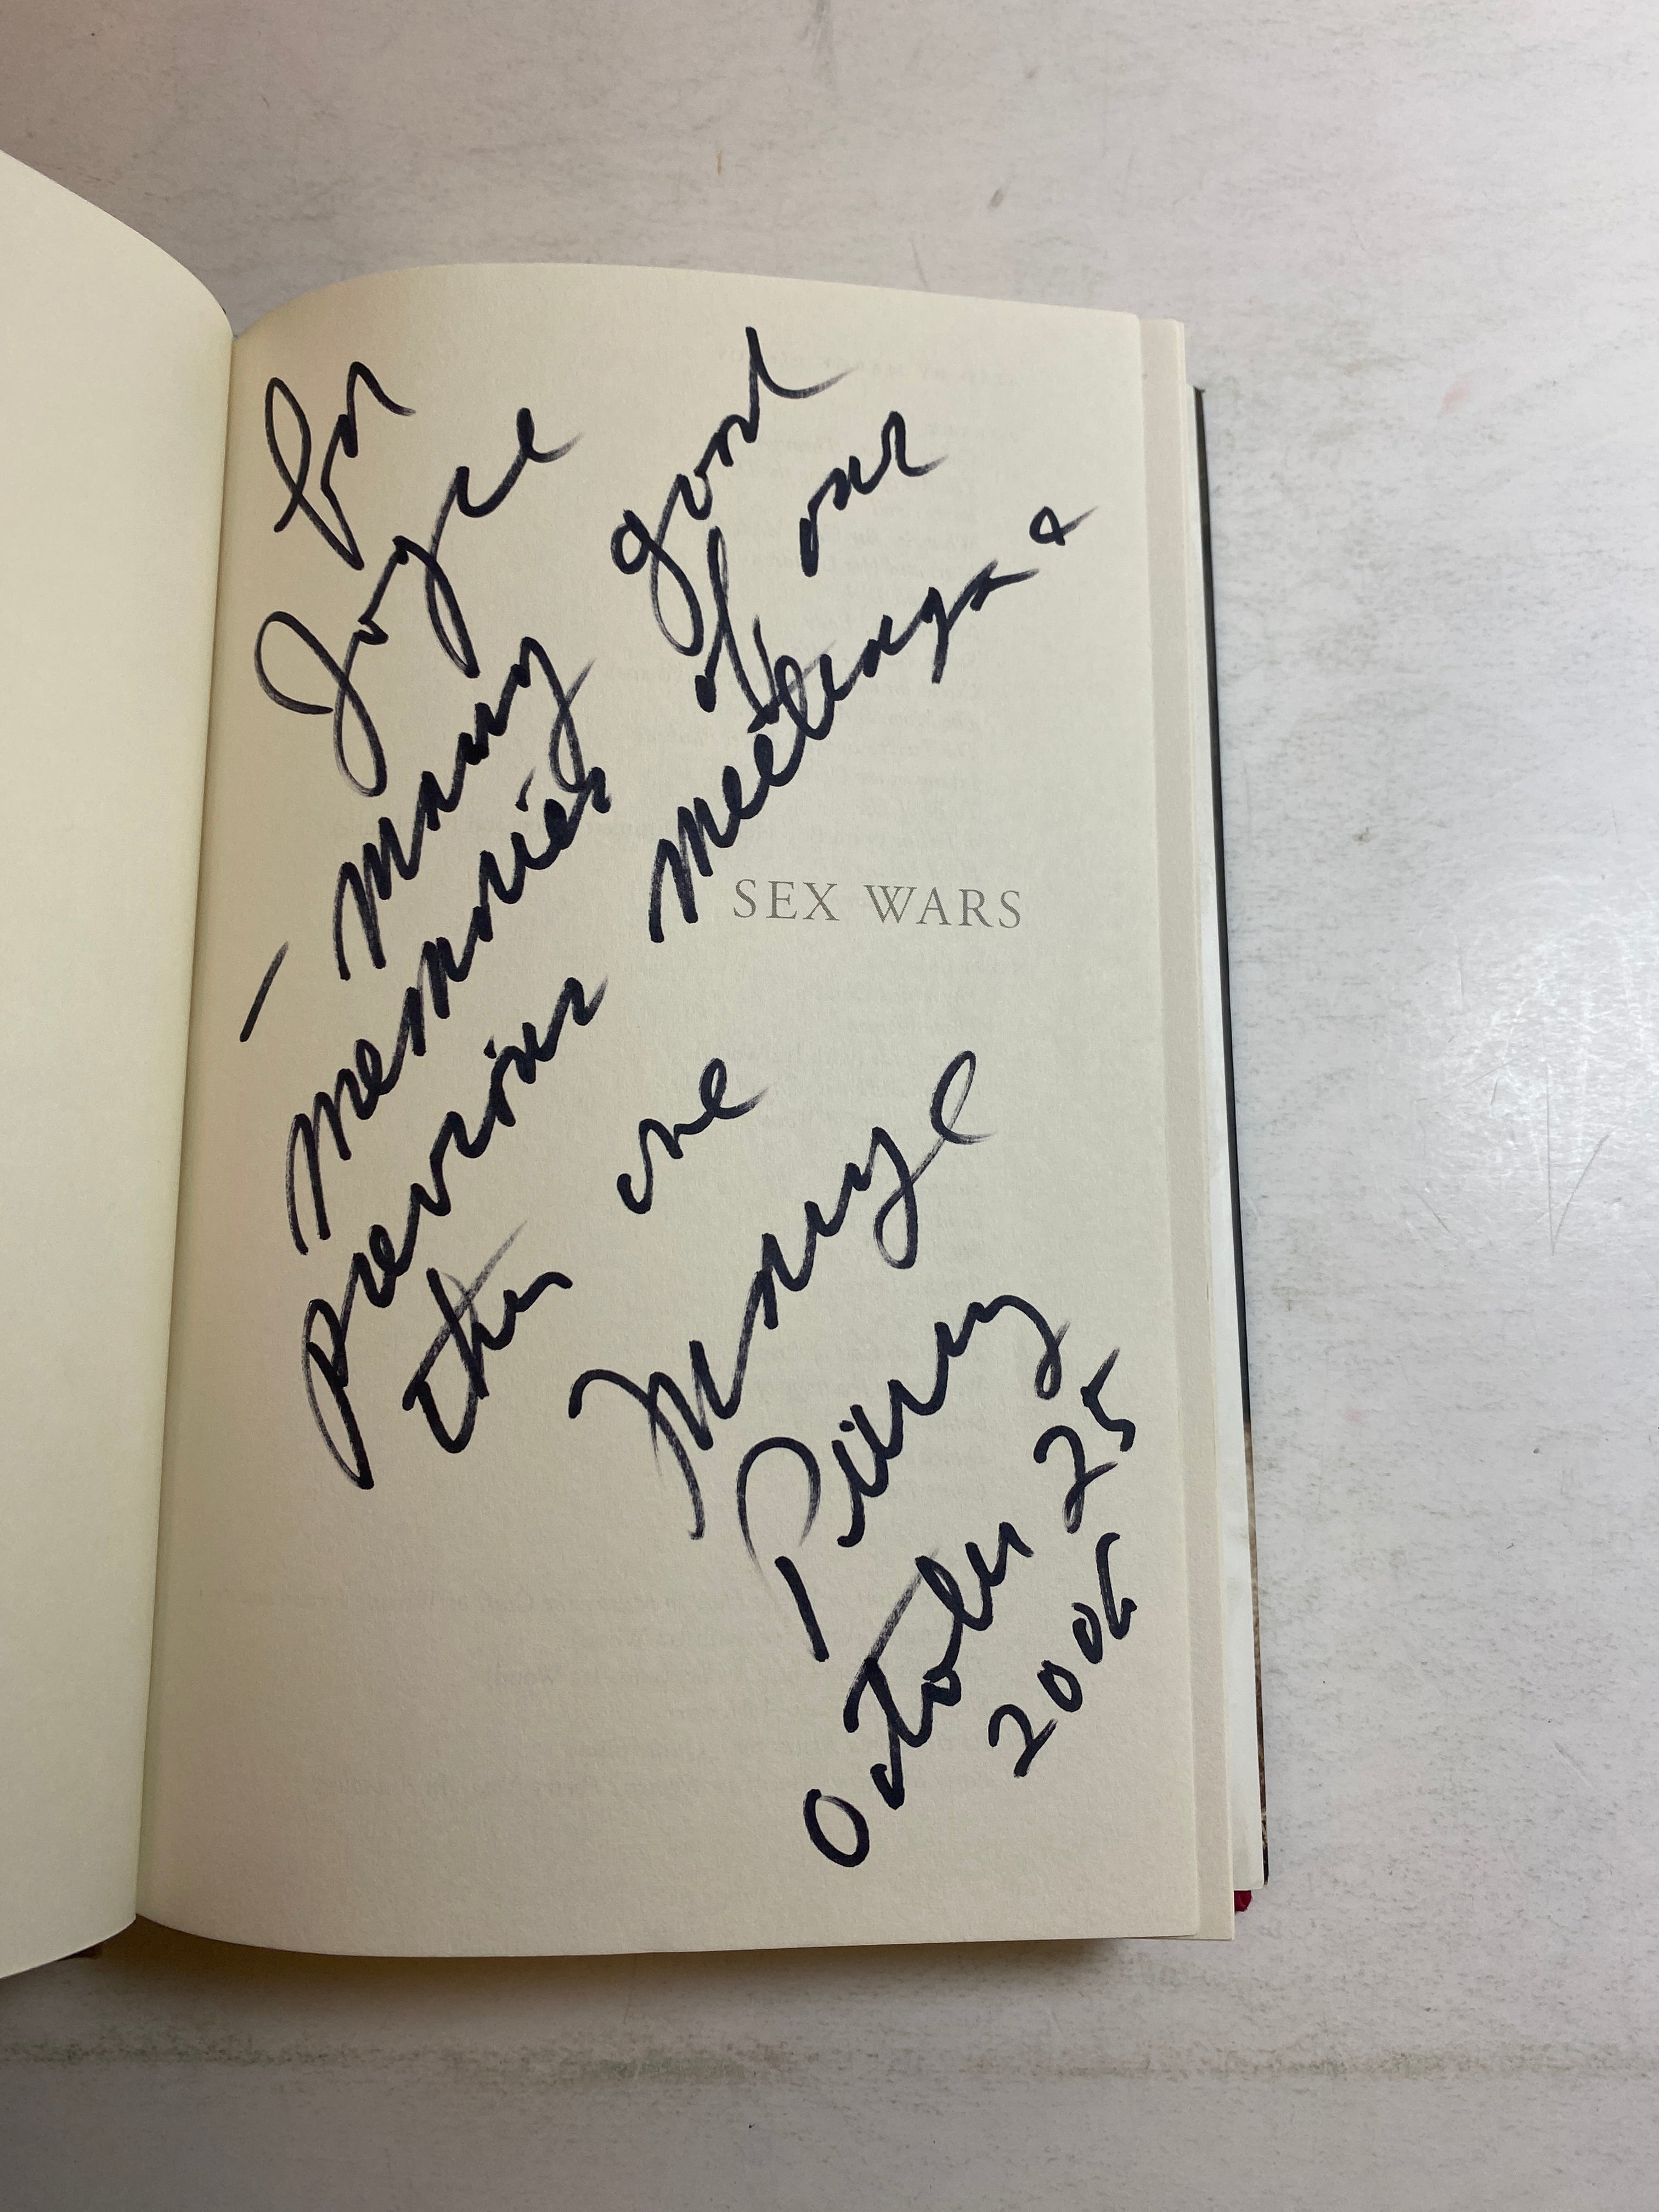 for
Joyce
– many good
memories of our
previous meetings &
this one
Marge
Piercy
October 25
2006
SEX WARS